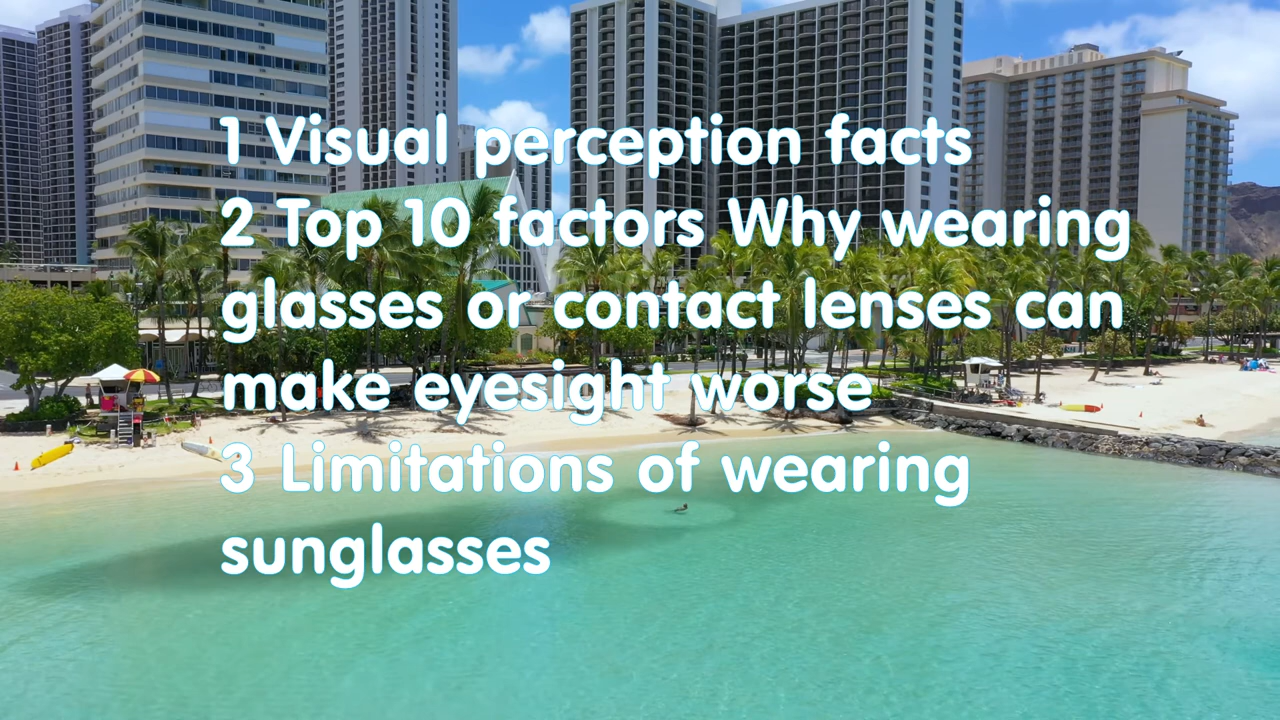 1 Visual perception facts
2 Top 10 factors Why wearing
glasses or contact lenses can
make eyesight worse
3 Limitations of wearing
sunglasses